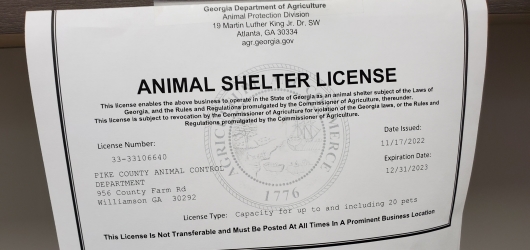 Georgia Department of Agriculture
Animal Protection Division
19 Martin Luther King Jr. Dr. SW
Atlanta, GA 30334
agr.georgia.gov
ANIMAL SHELTER LICENSE
This license enables the above business to operate in the State of Georgia as an animal shelter subject of the Laws of
Georgia, and the Rules and Regulations promulgated by the Commissioner of Agriculture, thereunder.
This license is subject to revocation by the Commissioner of Agriculture for violation of the Georgia laws, or the Rules and
Regulations promulgated by the Commissioner of Agriculture.
License Number:
33-33106640
Date Issued:
11/17/2022
Expiration Date:
12/31/2023
PIKE COUNTY ANIMAL CONTROL
DEPARTMENT
956 County Farm Rd
Williamson GA 30292
1776
License Type: Capacity for up to and including 20 pets
This License Is Not Transferable and Must Be Posted At All Times In A Prominent Business Location